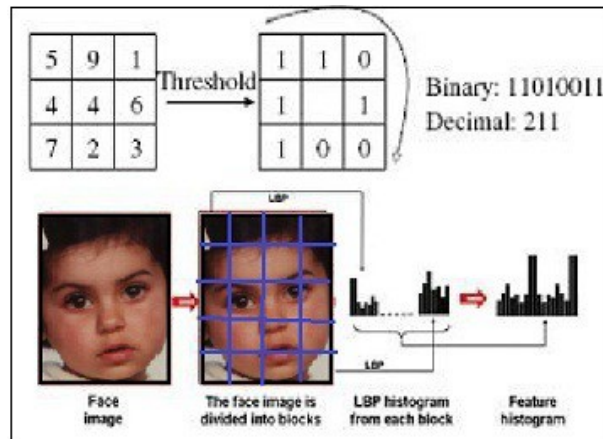 5 9 1
4 4 6
7 2 3
Threshold
1 1 0
1 1
1 0 0
Binary: 11010011
Decimal: 211
LBP
LBP
Face
image
The face image is
divided into blocks
LBP histogram
from each block
Feature
histogram